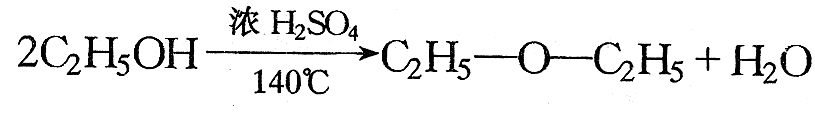 2C₂H₅OH 浓 H₂SO₄ 140℃ C₂H₅—O—C₂H₅ + H₂O